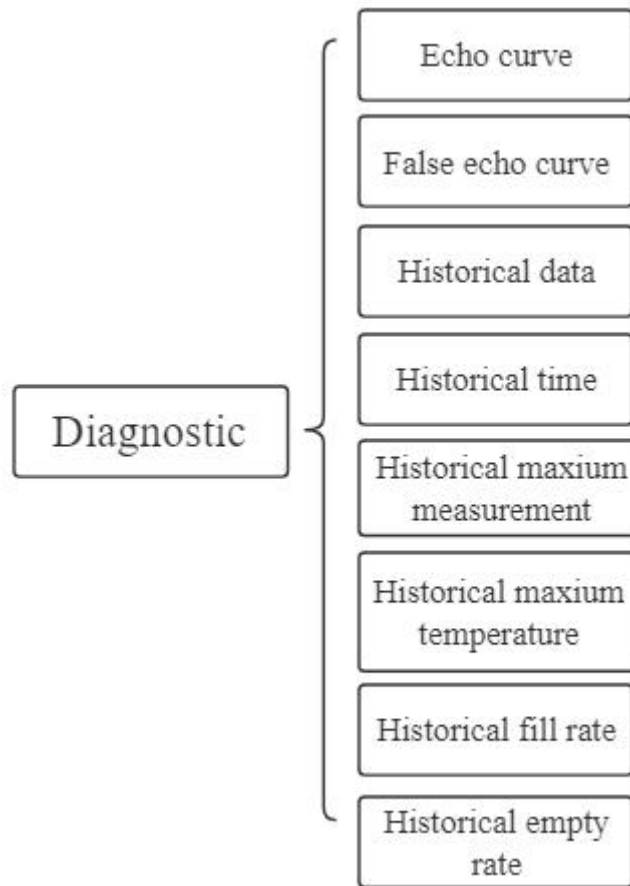 Echo curve
False echo curve
Historical data
Historical time
Diagnostic
Historical maxium
measurement
Historical maxium
temperature
Historical fill rate
Historical empty
rate